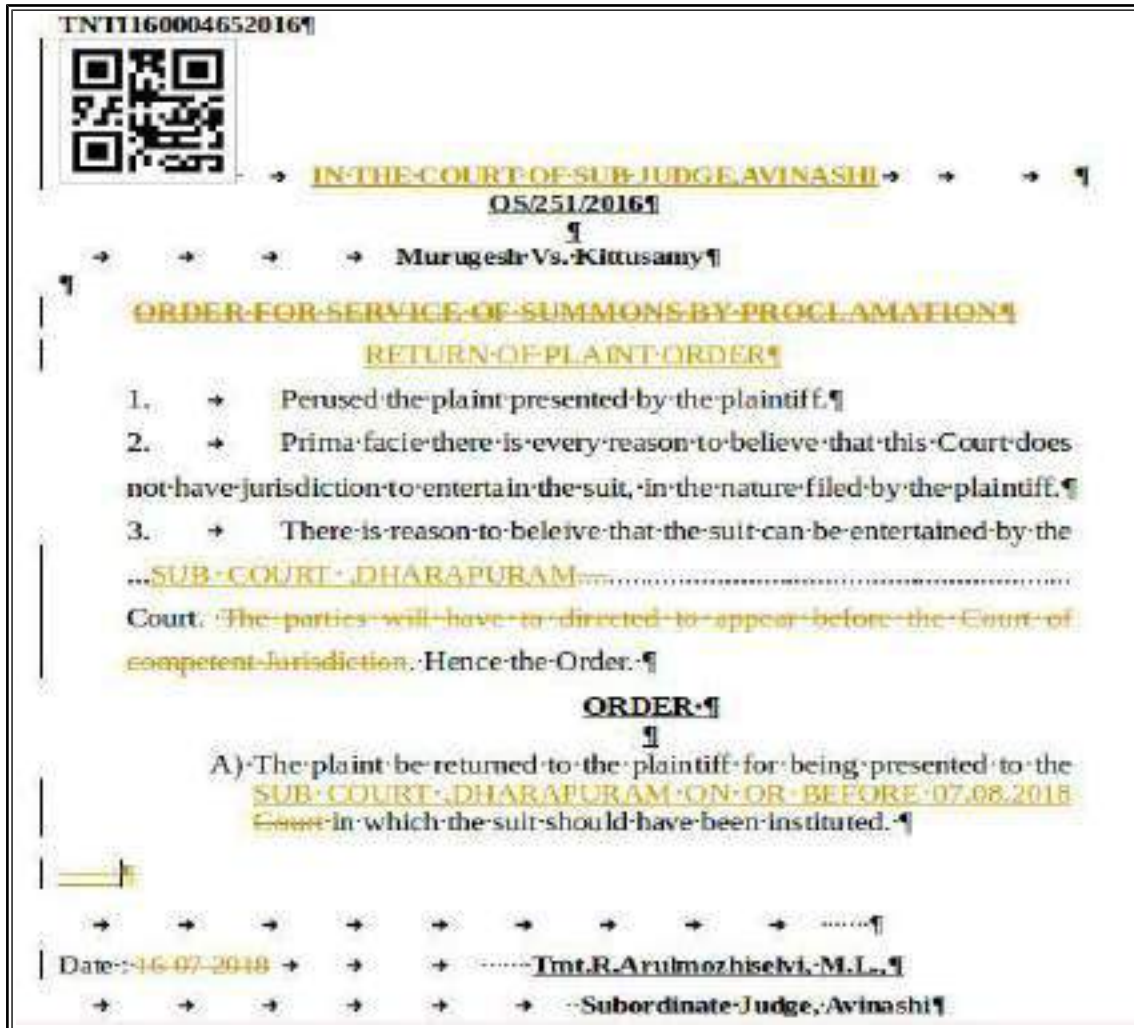 TNTI1600046522016¶
IN THE COURT OF SUB JUDGE,AVINASHI
OS/251/2016¶
¶
Murugesh Vs. Kittusamy¶
¶
ORDER FOR SERVICE OF SUMMONS BY PROCLAMATION¶
RETURN OF PLAINT ORDER¶
1. Perused the plaint presented by the plaintiff.¶
2. Prima facie there is every reason to believe that this Court does
not have jurisdiction to entertain the suit, in the nature filed by the plaintiff.¶
3. There is reason to beleive that the suit can be entertained by the
...SUB COURT ,DHARAPURAM.......................................................
Court. The parties will have to directed to appear before the Court of
competent Jurisdiction. Hence the Order. ¶
ORDER ¶
¶
A) The plaint be returned to the plaintiff for being presented to the
SUB COURT ,DHARAPURAM ON OR BEFORE 07.08.2018
Court in which the suit should have been instituted. ¶
¶
¶
Date : 16-07-2018 Tmt.R.Arulmozhiselvi, M.L.,¶
Subordinate Judge, Avinashi¶